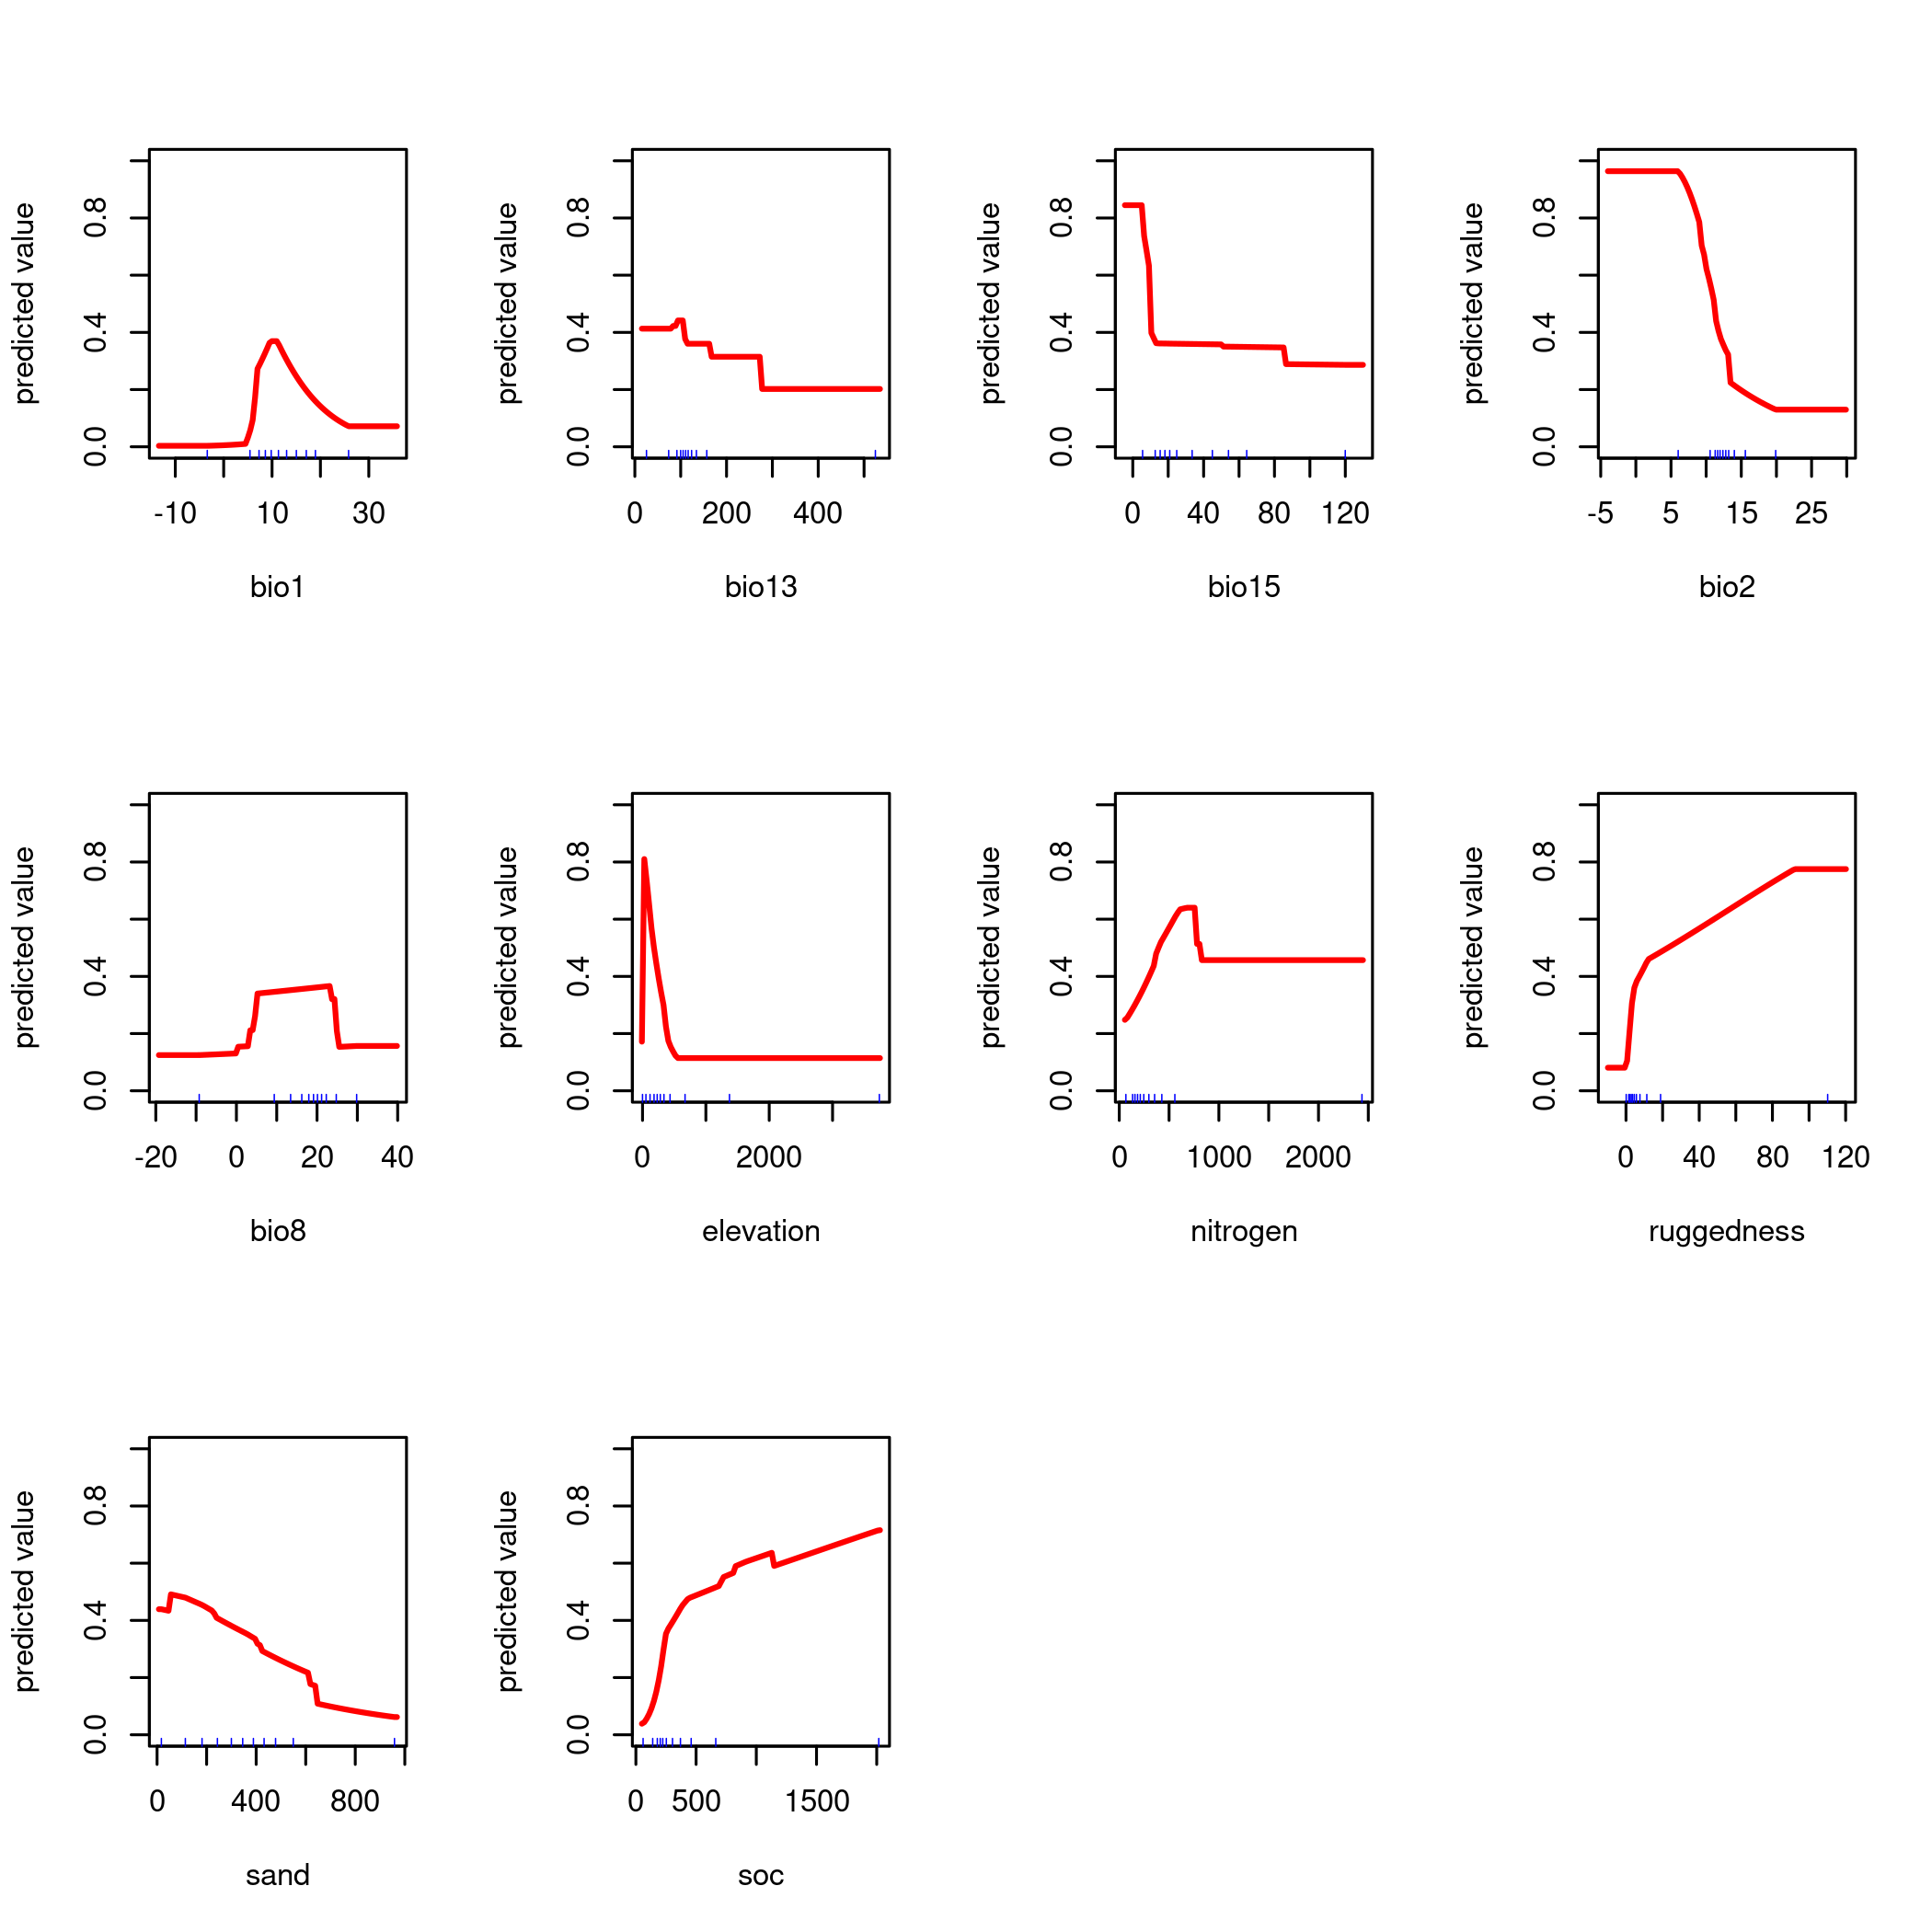 predicted value
0.0 0.4 0.8
-10 10 30
bio1
predicted value
0.0 0.4 0.8
0 200 400
bio13
predicted value
0.0 0.4 0.8
0 40 80 120
bio15
predicted value
0.0 0.4 0.8
-5 5 15 25
bio2
predicted value
0.0 0.4 0.8
-20 0 20 40
bio8
predicted value
0.0 0.4 0.8
0 2000
elevation
predicted value
0.0 0.4 0.8
0 1000 2000
nitrogen
predicted value
0.0 0.4 0.8
0 40 80 120
ruggedness
predicted value
0.0 0.4 0.8
0 400 800
sand
predicted value
0.0 0.4 0.8
0 500 1500
soc